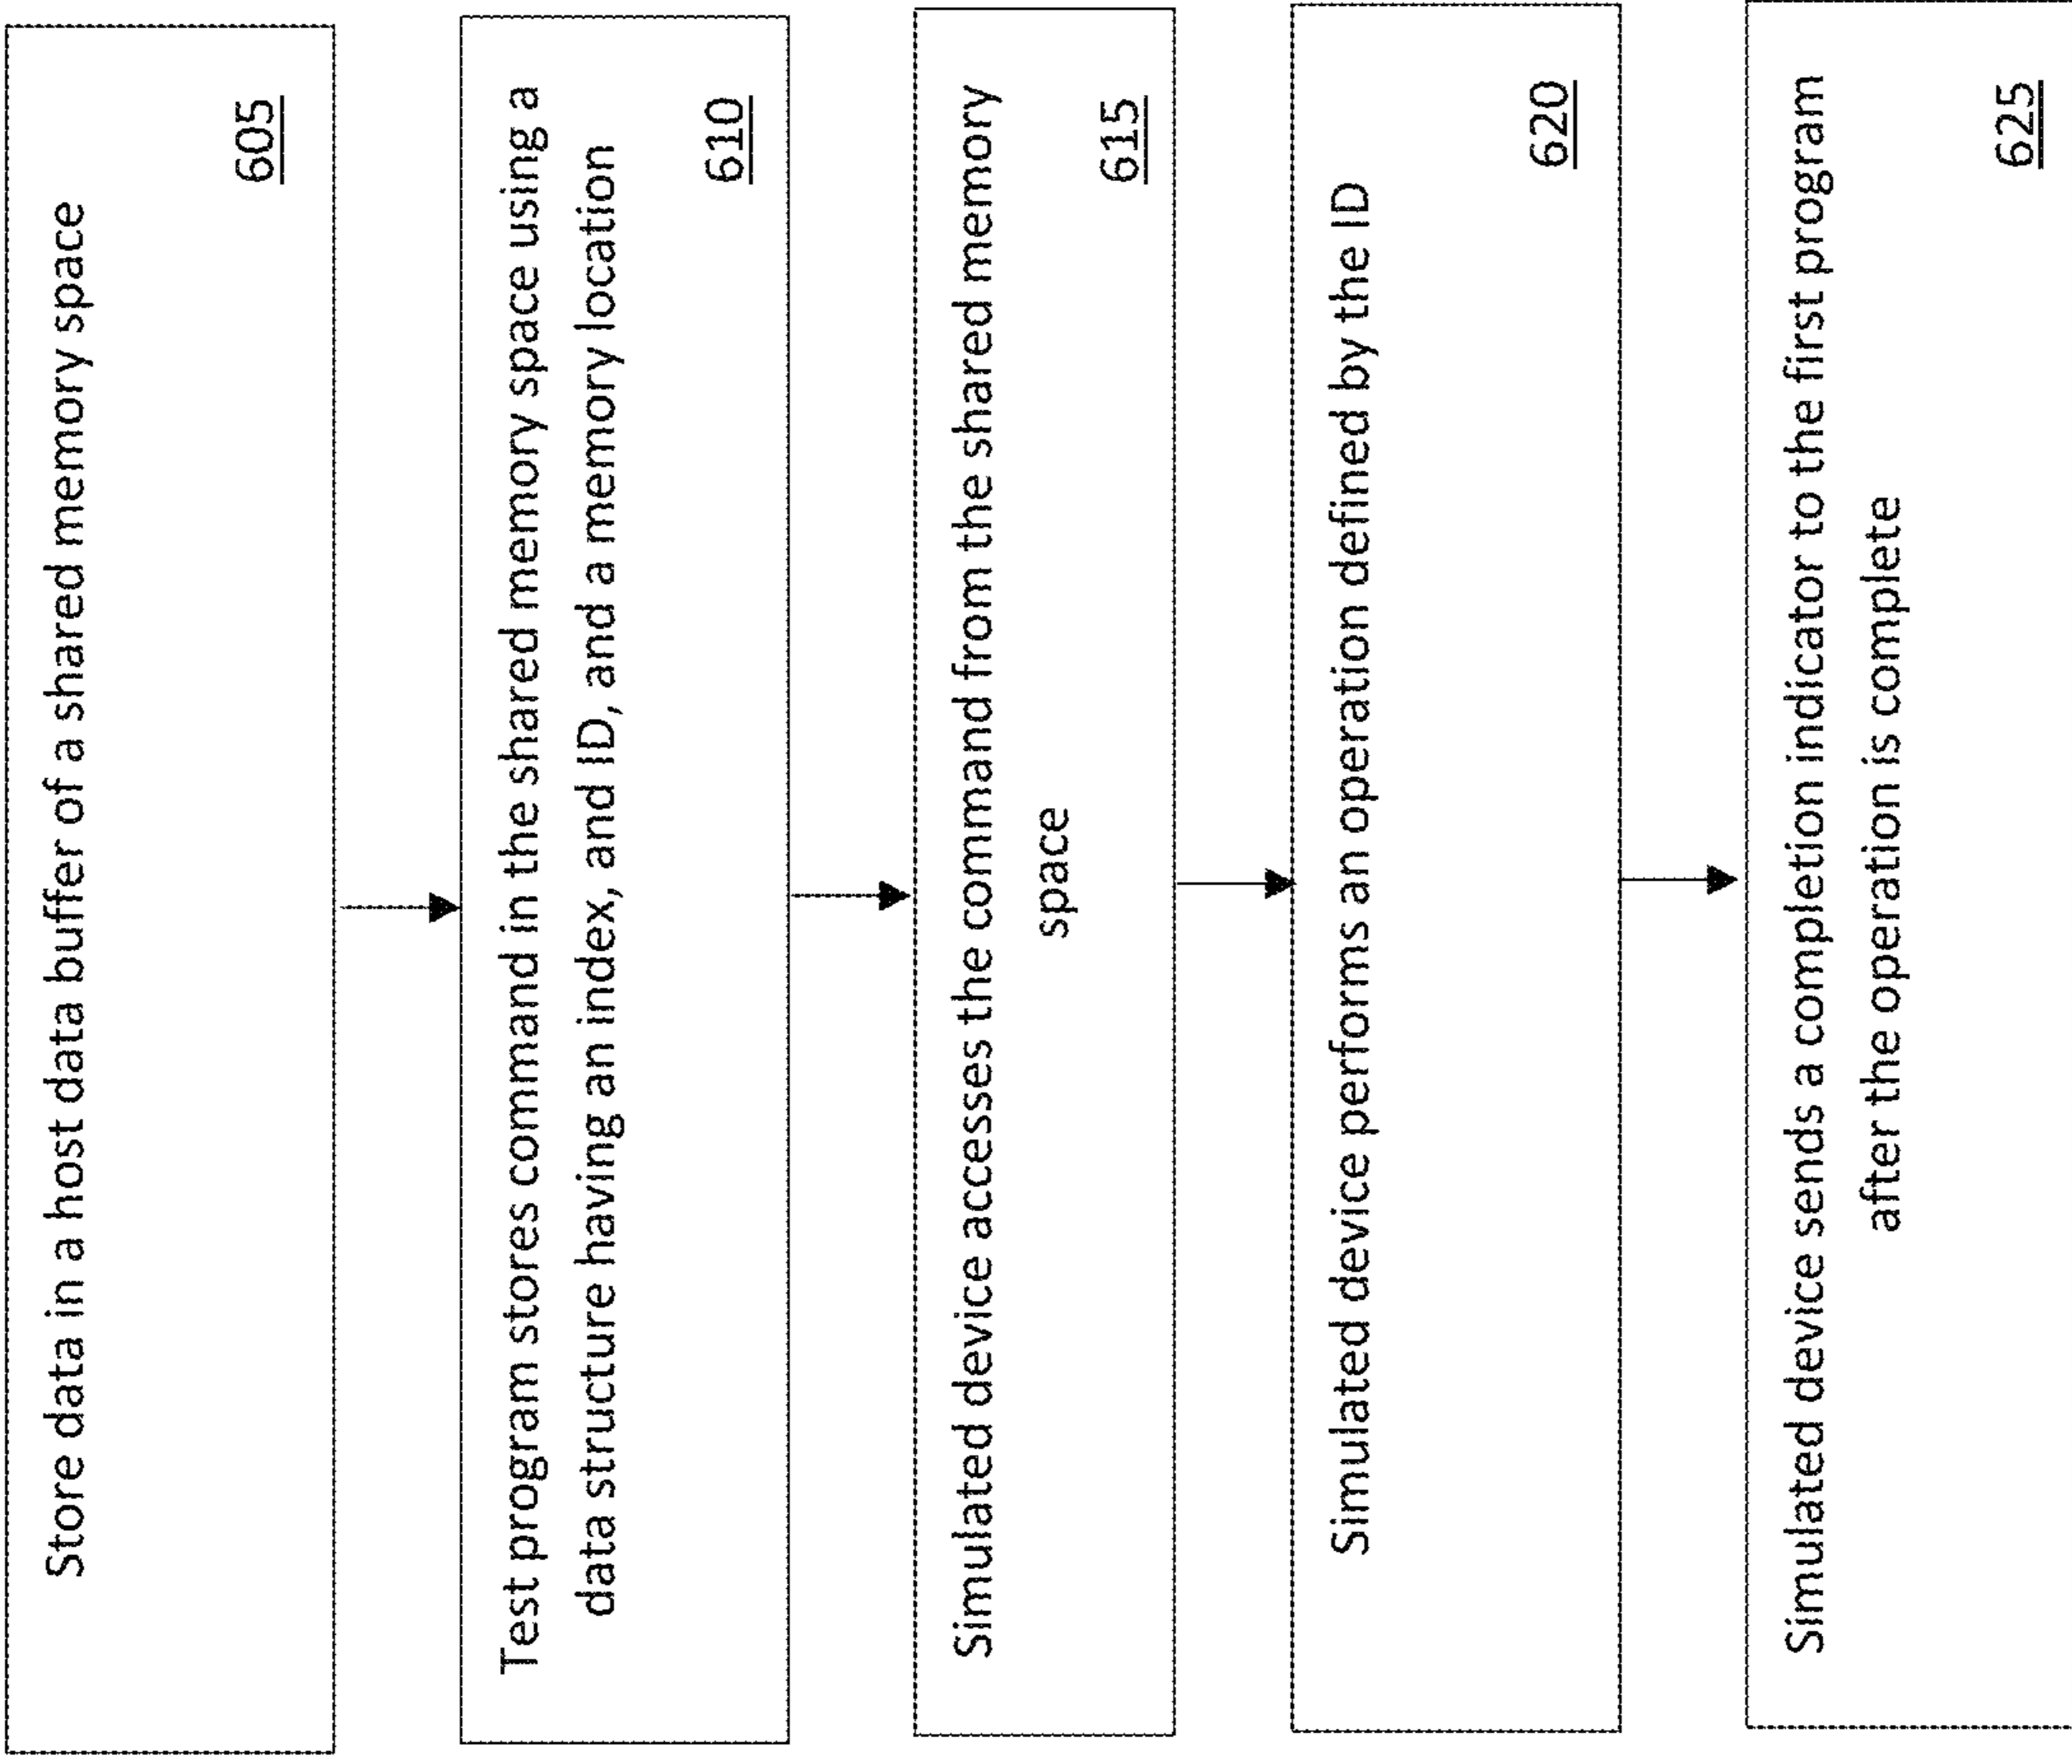 Store data in a host data buffer of a shared memory space
605
Test program stores command in the shared memory space using a
data structure having an index, and ID, and a memory location
610
Simulated device accesses the command from the shared memory
space
615
Simulated device performs an operation defined by the ID
620
Simulated device sends a completion indicator to the first program
after the operation is complete
625